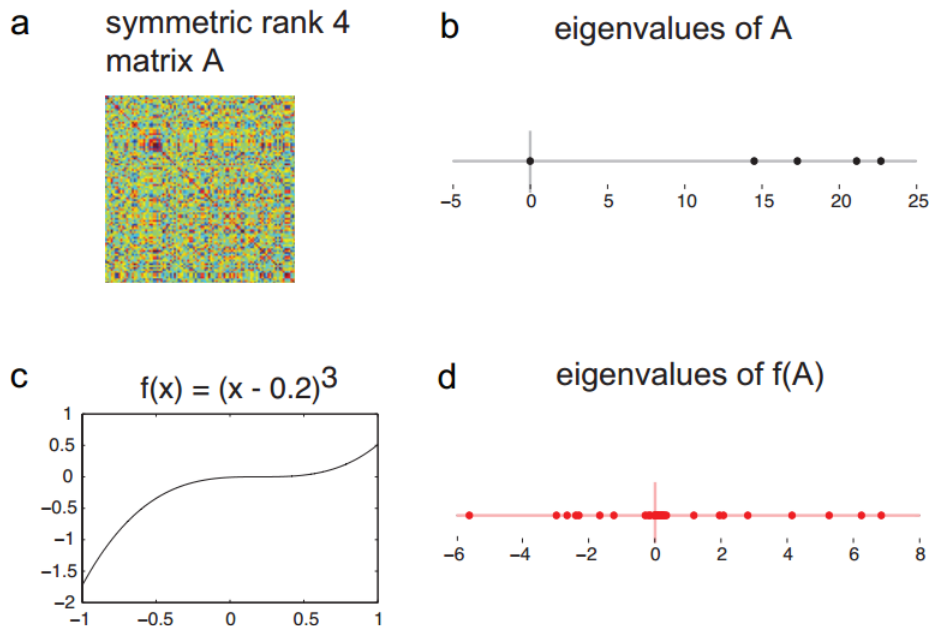 a
symmetric rank 4
matrix A
b
eigenvalues of A
−5 0 5 10 15 20 25
c
f(x) = (x - 0.2)³
1
0.5
0
−0.5
−1
−1.5
−2
−1 −0.5 0 0.5 1
d
eigenvalues of f(A)
−6 −4 −2 0 2 4 6 8